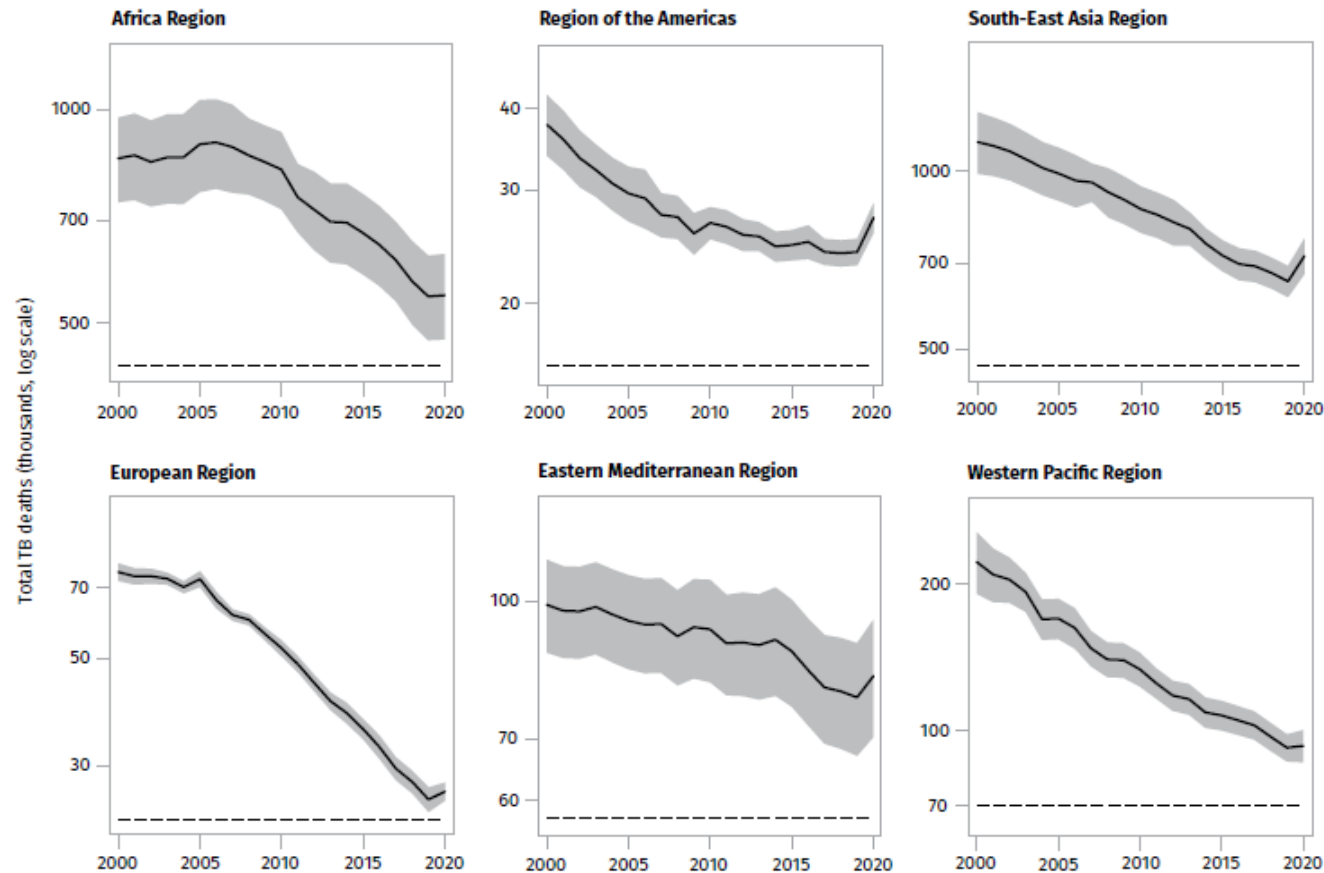 Africa Region
Region of the Americas
South-East Asia Region
Total TB deaths (thousands, log scale)
1000
700
500
2000 2005 2010 2015 2020
40
30
20
2000 2005 2010 2015 2020
1000
700
500
2000 2005 2010 2015 2020
European Region
Eastern Mediterranean Region
Western Pacific Region
70
50
30
2000 2005 2010 2015 2020
100
70
60
2000 2005 2010 2015 2020
200
100
70
2000 2005 2010 2015 2020